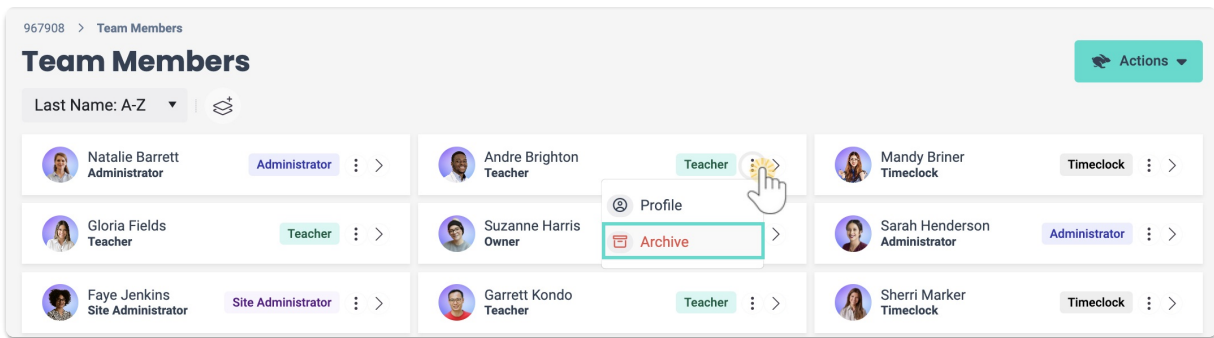 967908 > Team Members
Team Members
Actions
Last Name: A-Z
Natalie Barrett
Administrator
Administrator
Andre Brighton
Teacher
Teacher
Mandy Briner
Timeclock
Timeclock
Profile
Archive
Gloria Fields
Teacher
Teacher
Suzanne Harris
Owner
Sarah Henderson
Administrator
Administrator
Faye Jenkins
Site Administrator
Site Administrator
Garrett Kondo
Teacher
Teacher
Sherri Marker
Timeclock
Timeclock